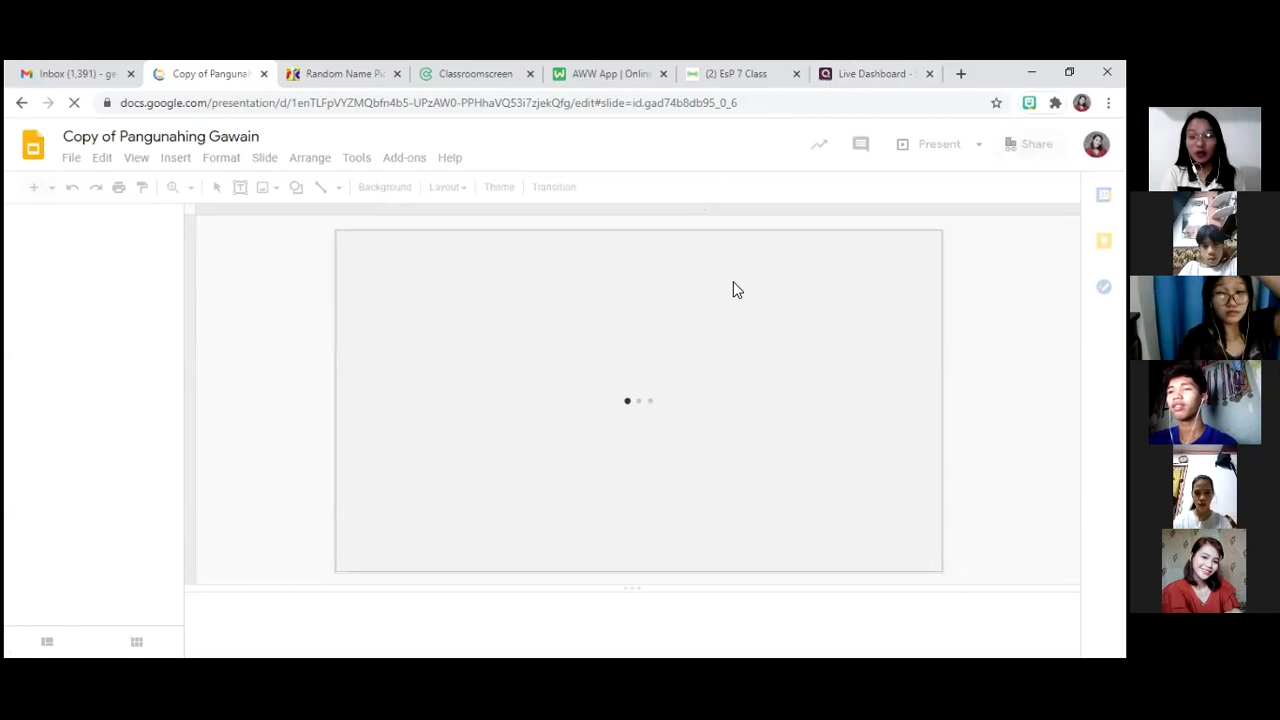 Inbox (1,391) - ge
Copy of Pangunah
Random Name Pic
Classroomscreen
AWW App | Online
(2) EsP 7 Class
Live Dashboard - S
docs.google.com/presentation/d/1enTLFpVYZMQbfn4b5-UPzAW0-PPHhaVQ53i7zjekQfg/edit#slide=id.gad74b8db95_0_6
Copy of Pangunahing Gawain
File Edit View Insert Format Slide Arrange Tools Add-ons Help
Present
Share
Background Layout Theme Transition